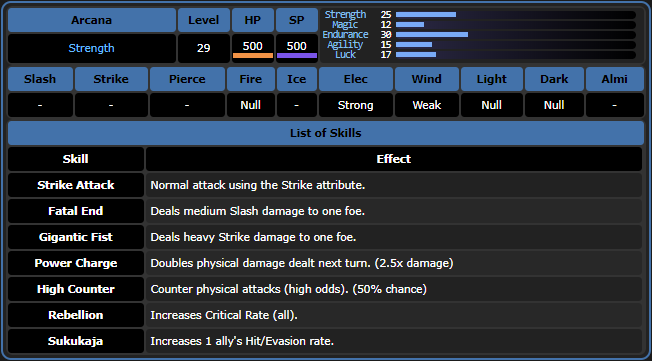 Arcana Level HP SP
Strength 29 500 500
Strength 25
Magic 12
Endurance 30
Agility 15
Luck 17
Slash Strike Pierce Fire Ice Elec Wind Light Dark Almi
- - - Null - Strong Weak Null Null -
List of Skills
Skill Effect
Strike Attack Normal attack using the Strike attribute.
Fatal End Deals medium Slash damage to one foe.
Gigantic Fist Deals heavy Strike damage to one foe.
Power Charge Doubles physical damage dealt next turn. (2.5x damage)
High Counter Counter physical attacks (high odds). (50% chance)
Rebellion Increases Critical Rate (all).
Sukukaja Increases 1 ally's Hit/Evasion rate.